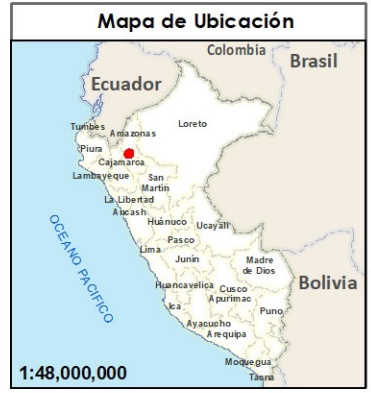 Mapa de Ubicación
Colombia
Brasil
Ecuador
Tumbes
Amazonas
Loreto
Piura
Cajamarca
Lambayeque
San
Martin
La Libertad
Ancash
Huánuco
Ucayali
Pasco
Lima
Junín
Madre
de Dios
Huancavelica
Cusco
Apurimac
Ica
Puno
Bolivia
Ayacucho
Arequipa
Moquegua
Tacna
OCEANO PACIFICO
1:48,000,000